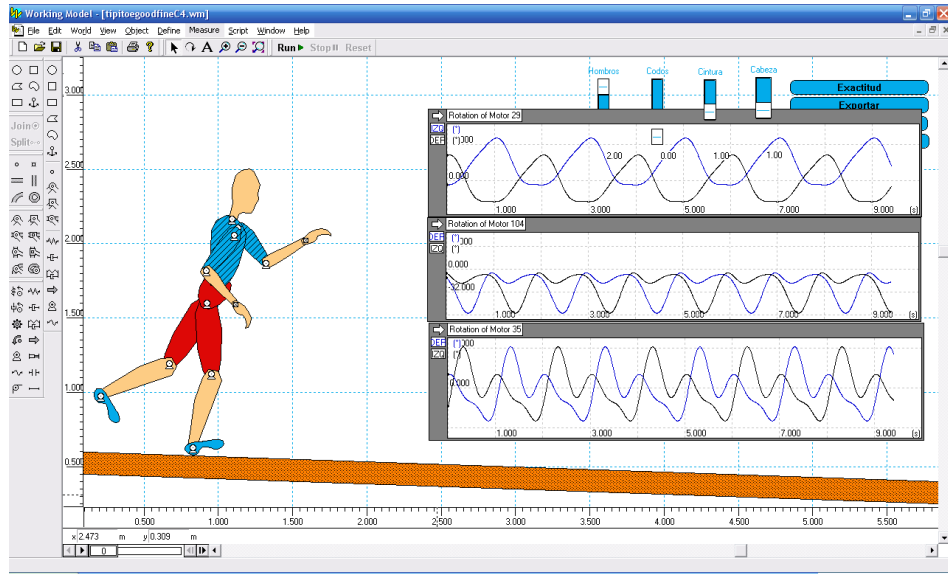 Working Model - [tipitoegoodfineC4.wm]
File Edit World View Object Define Measure Script Window Help
Run Stop Reset
Join
Split
Hombros Codos Cintura Cabeza
Exactitud
Exportar
Rotation of Motor 29
IZQ (°)
DER (°)
2.00 0.00 1.00 1.00
0.000
1.000 3.000 5.000 7.000 9.000 (s)
Rotation of Motor 104
DER (°)
IZQ (°)
0.000
-32.000
1.000 3.000 5.000 7.000 9.000 (s)
Rotation of Motor 35
DER (°)
IZQ (°)
0.000
1.000 3.000 5.000 7.000 9.000 (s)
3.000
2.500
2.000
1.500
1.000
0.500
0.500 1.000 1.500 2.000 2.500 3.000 3.500 4.000 4.500 5.000 5.500
x 2.473 m y 0.309 m
0